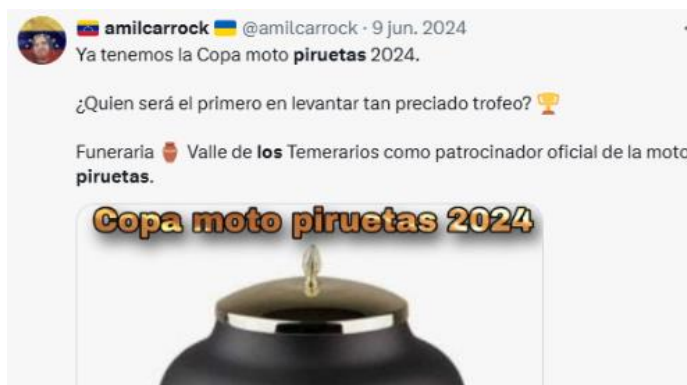 🇻🇪 amilcarrock 🇺🇦 @amilcarrock · 9 jun. 2024
Ya tenemos la Copa moto piruetas 2024.
¿Quien será el primero en levantar tan preciado trofeo? 🏆
Funeraria ⚱️ Valle de los Temerarios como patrocinador oficial de la moto
piruetas.
Copa moto piruetas 2024